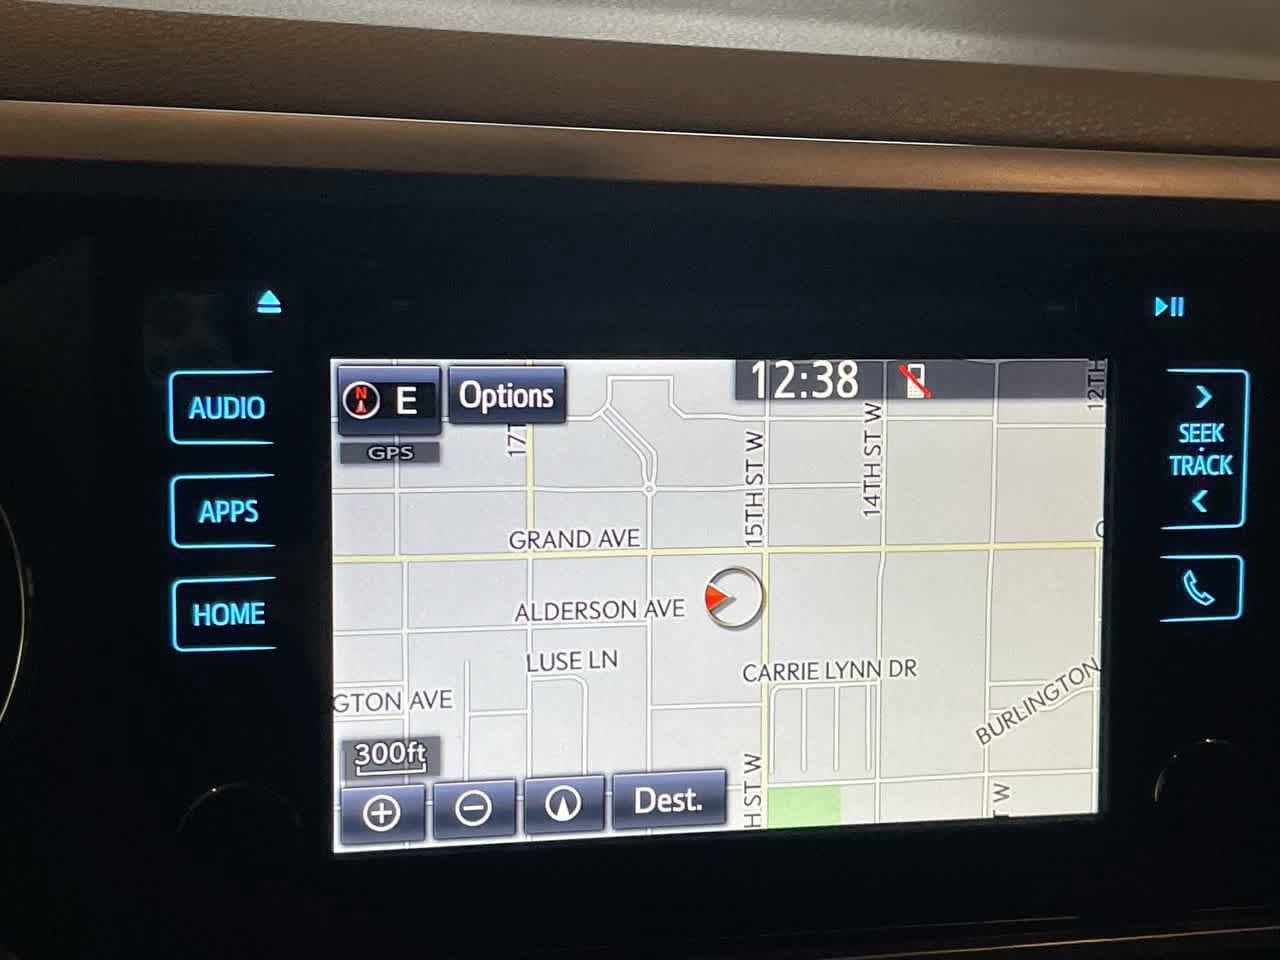 N E
Options
12:38
GPS
AUDIO
APPS
HOME
SEEK
TRACK
17T
15TH ST W
14TH ST W
12TH
GRAND AVE
ALDERSON AVE
LUSE LN
CARRIE LYNN DR
GTON AVE
BURLINGTON
300ft
Dest.
H ST W
T W